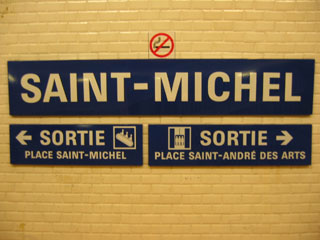 SAINT-MICHEL
← SORTIE
PLACE SAINT-MICHEL
SORTIE →
PLACE SAINT-ANDRÉ DES ARTS